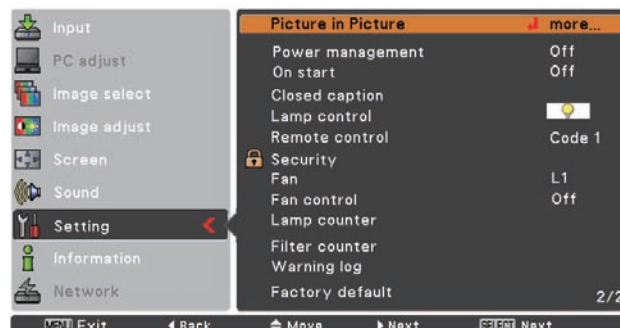 Input
PC adjust
Image select
Image adjust
Screen
Sound
Setting
Information
Network
Picture in Picture more...
Power management Off
On start Off
Closed caption
Lamp control
Remote control Code 1
Security
Fan L1
Fan control Off
Lamp counter
Filter counter
Warning log
Factory default 2/2
MENU Exit Back Move Next SELECT Next